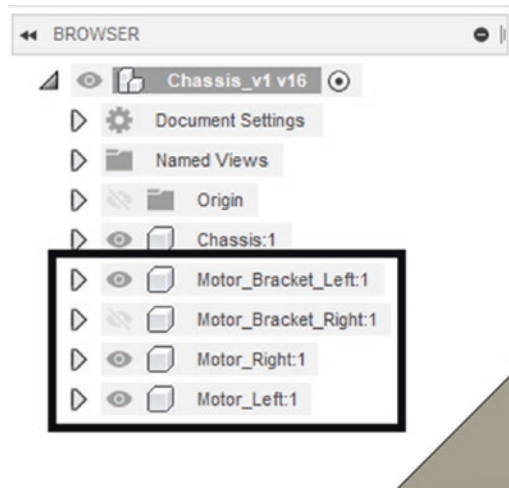 BROWSER
Chassis_v1 v16
Document Settings
Named Views
Origin
Chassis:1
Motor_Bracket_Left:1
Motor_Bracket_Right:1
Motor_Right:1
Motor_Left:1